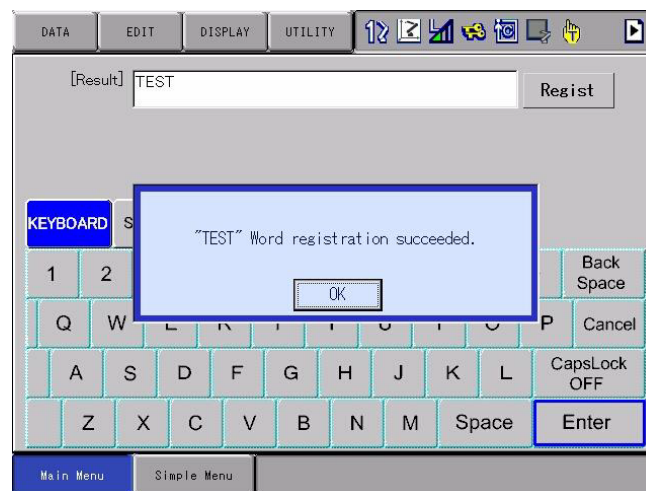 DATA EDIT DISPLAY UTILITY
[Result] TEST Regist
"TEST" Word registration succeeded.
OK
KEYBOARD S
1 2 Back Space
Q W P Cancel
A S D F G H J K L CapsLock OFF
Z X C V B N M Space Enter
Main Menu Simple Menu